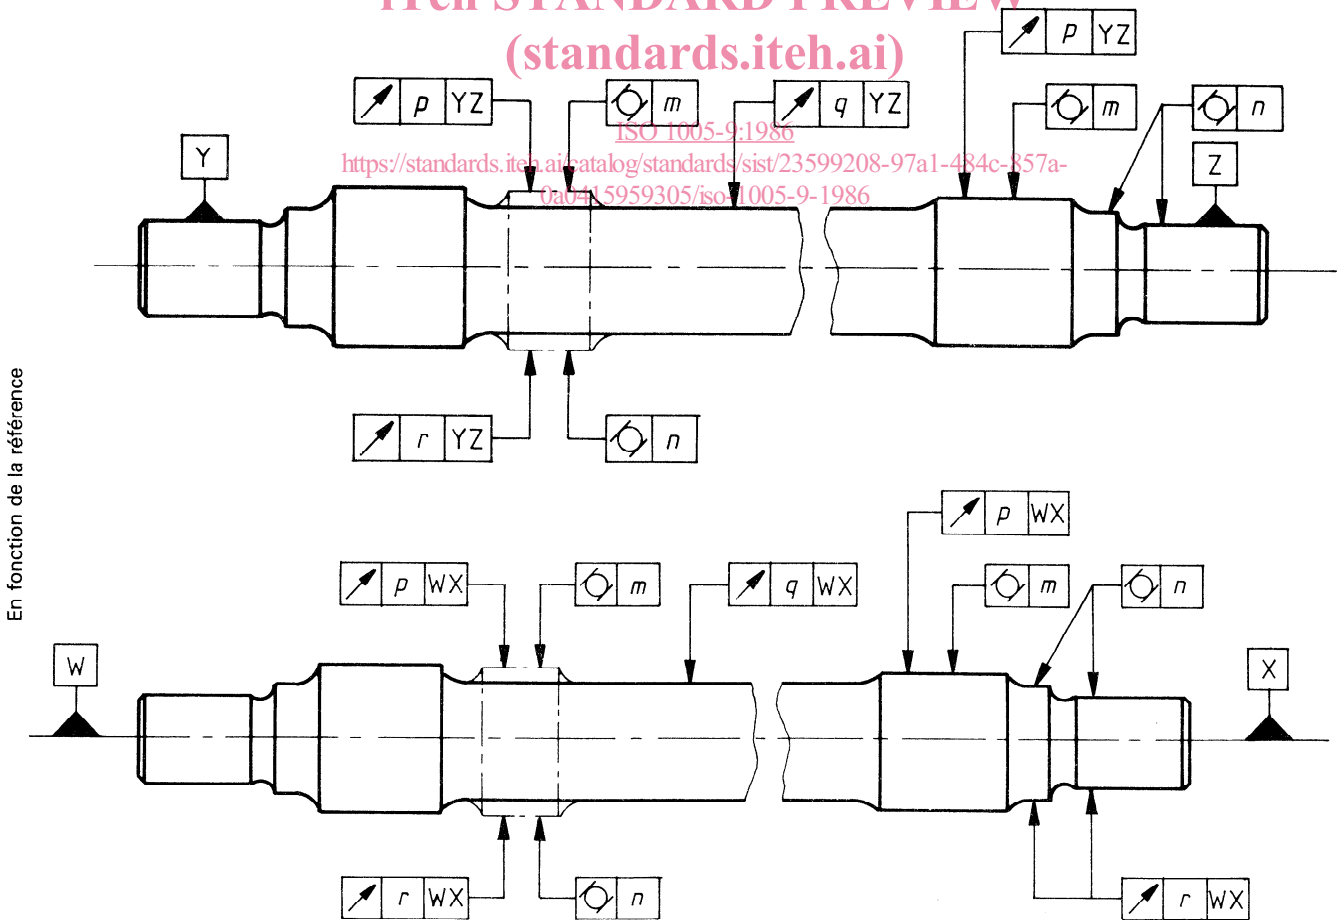 iTeh STANDARD PREVIEW
(standards.iteh.ai)
p YZ
p YZ
m
q YZ
m
n
ISO 1005-9:1986
Y
Z
https://standards.iteh.ai/catalog/standards/sist/23599208-97a1-484c-857a-
0a0415959305/iso-1005-9-1986
En fonction de la référence
r YZ
n
p WX
p WX
m
q WX
m
n
W
X
r WX
n
r WX